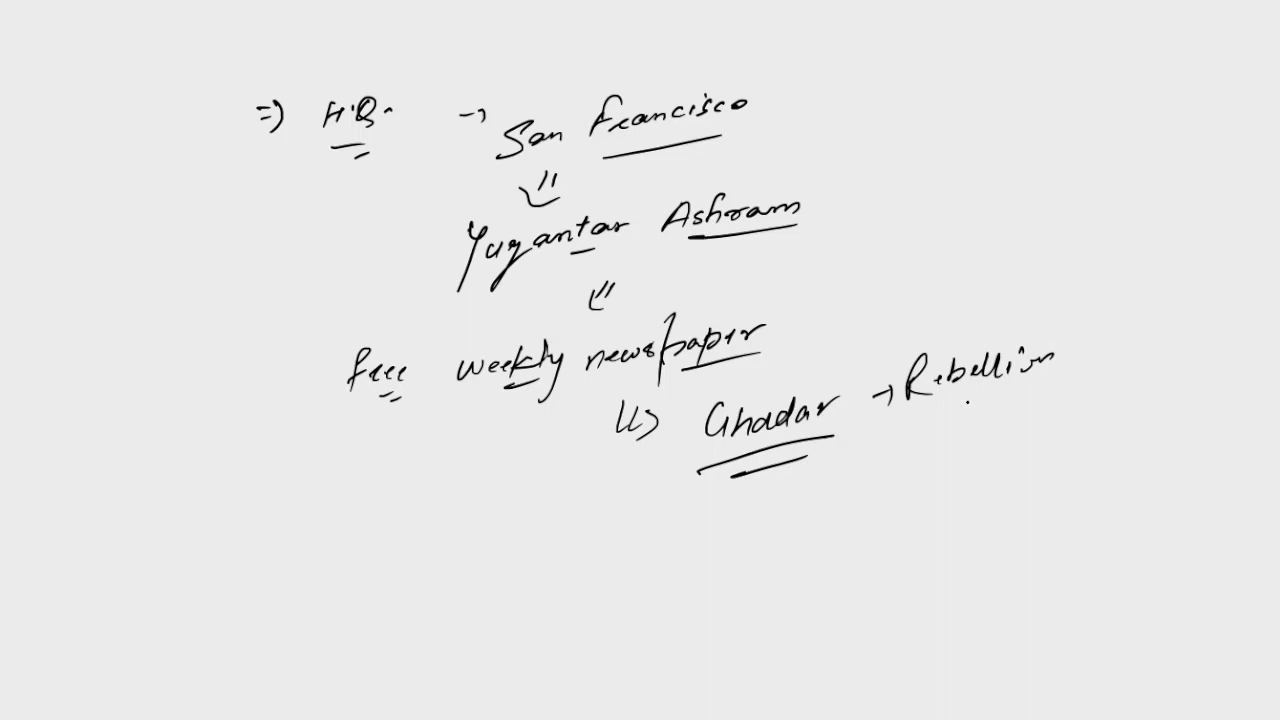 => H.Q. → San Francisco
Yugantar Ashram
free weekly newspaper
Ghadar → Rebellion